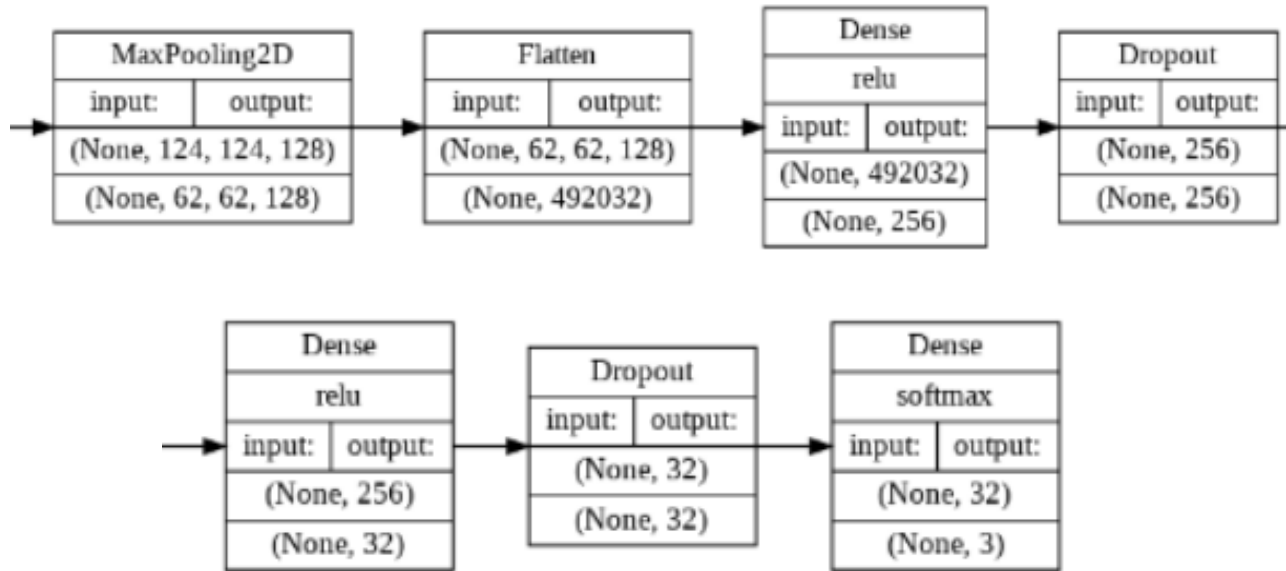 MaxPooling2D
input: output:
(None, 124, 124, 128)
(None, 62, 62, 128)
Flatten
input: output:
(None, 62, 62, 128)
(None, 492032)
Dense
relu
input: output:
(None, 492032)
(None, 256)
Dropout
input: output:
(None, 256)
(None, 256)
Dense
relu
input: output:
(None, 256)
(None, 32)
Dropout
input: output:
(None, 32)
(None, 32)
Dense
softmax
input: output:
(None, 32)
(None, 3)